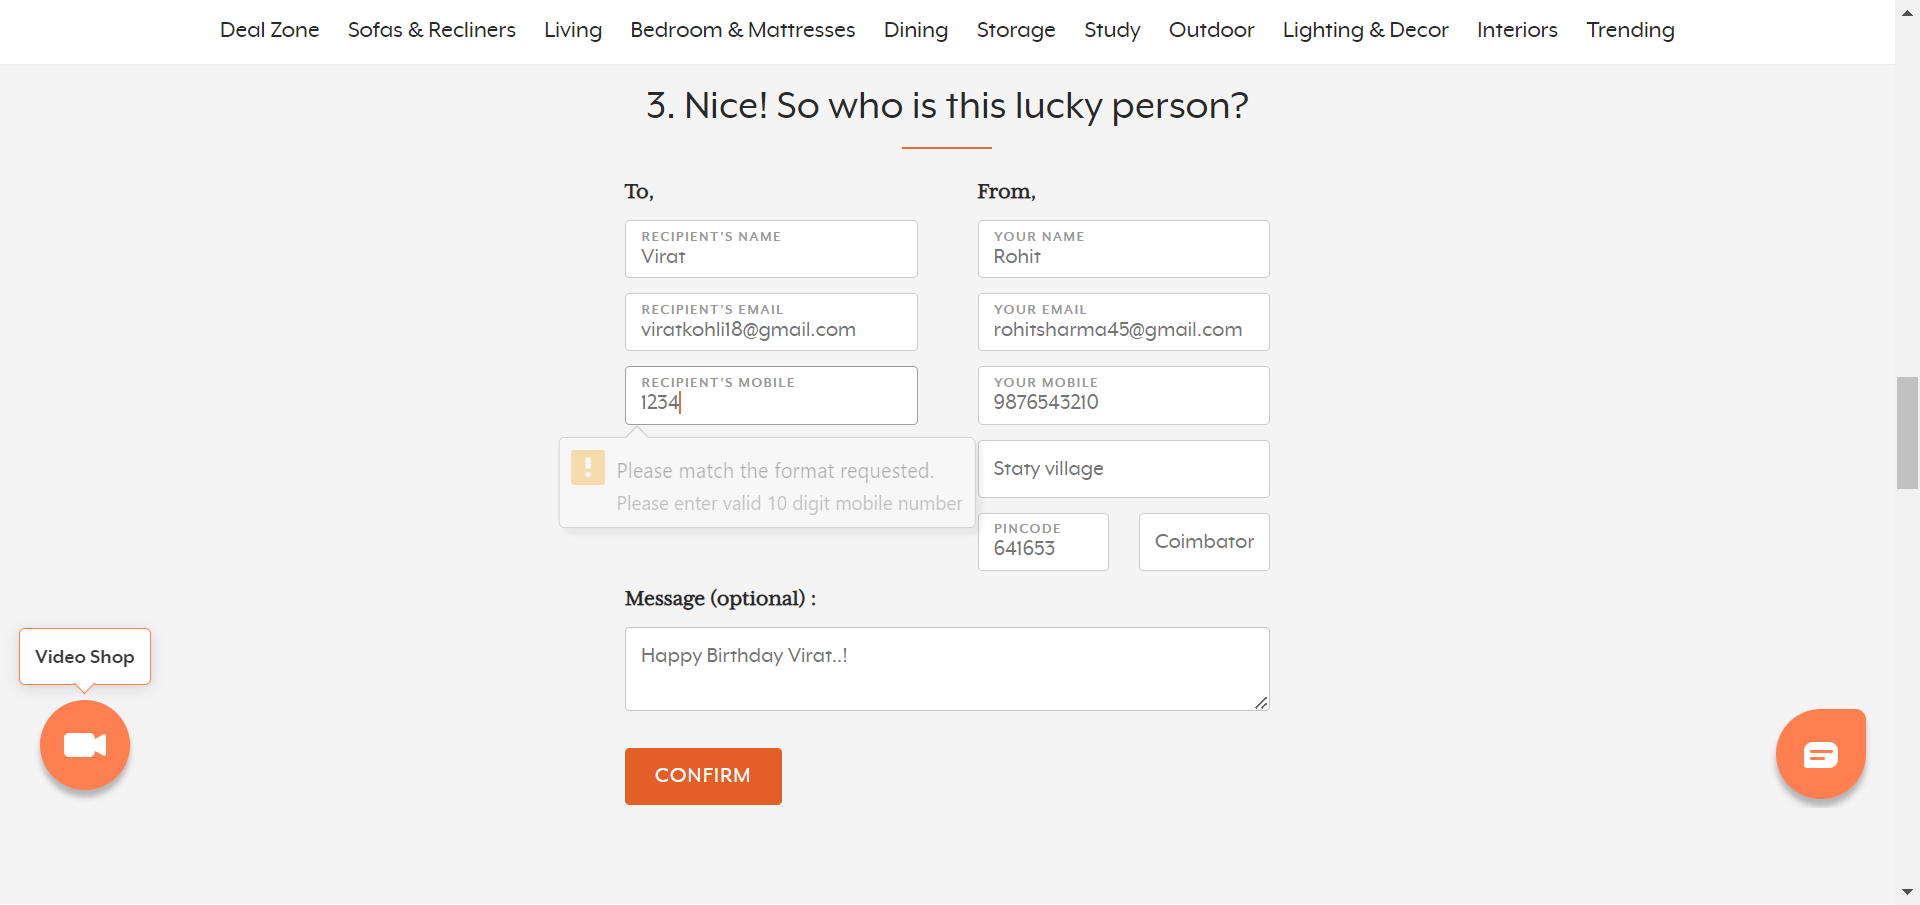 Deal Zone Sofas & Recliners Living Bedroom & Mattresses Dining Storage Study Outdoor Lighting & Decor Interiors Trending
3. Nice! So who is this lucky person?
To,
RECIPIENT'S NAME
Virat
RECIPIENT'S EMAIL
viratkohli18@gmail.com
RECIPIENT'S MOBILE
1234
Please match the format requested.
Please enter valid 10 digit mobile number
From,
YOUR NAME
Rohit
YOUR EMAIL
rohitsharma45@gmail.com
YOUR MOBILE
9876543210
Staty village
PINCODE
641653
Coimbator
Message (optional) :
Happy Birthday Virat..!
CONFIRM
Video Shop